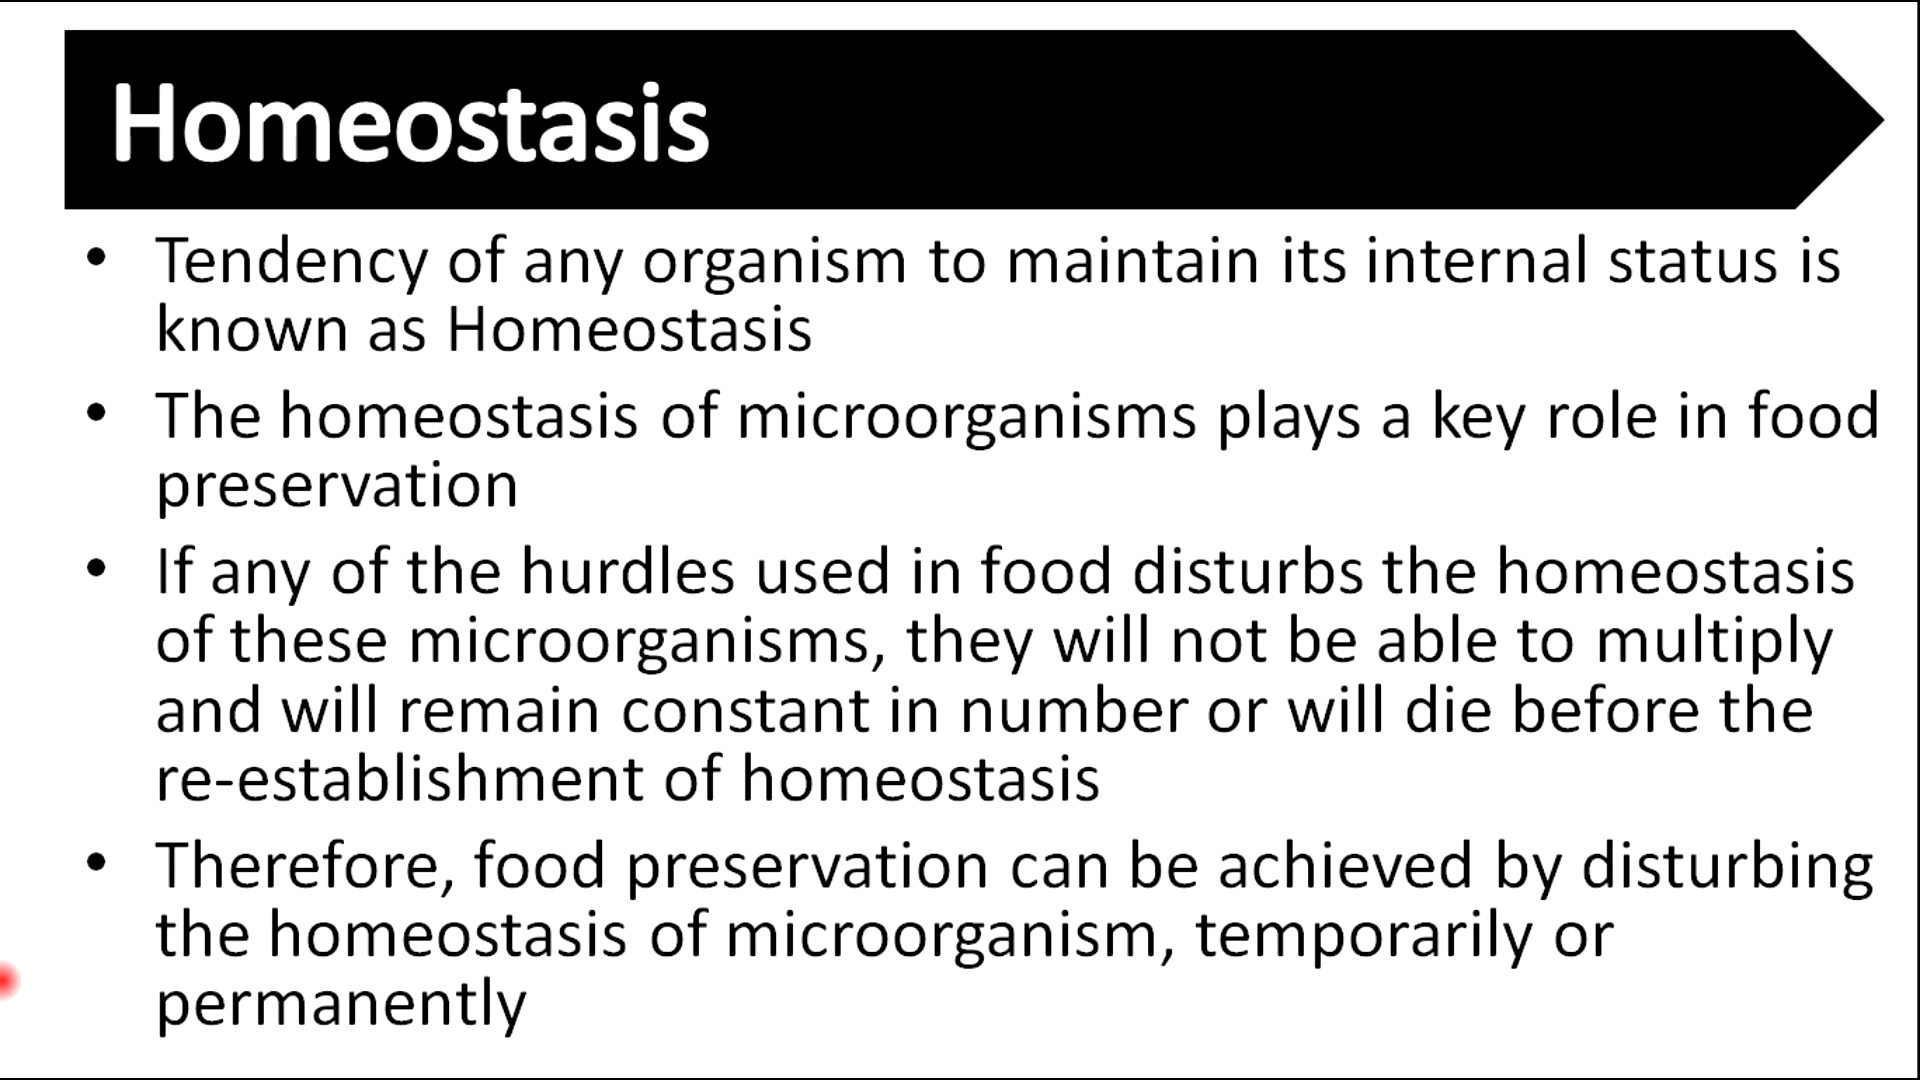 Homeostasis
• Tendency of any organism to maintain its internal status is
known as Homeostasis
• The homeostasis of microorganisms plays a key role in food
preservation
• If any of the hurdles used in food disturbs the homeostasis
of these microorganisms, they will not be able to multiply
and will remain constant in number or will die before the
re-establishment of homeostasis
• Therefore, food preservation can be achieved by disturbing
the homeostasis of microorganism, temporarily or
permanently